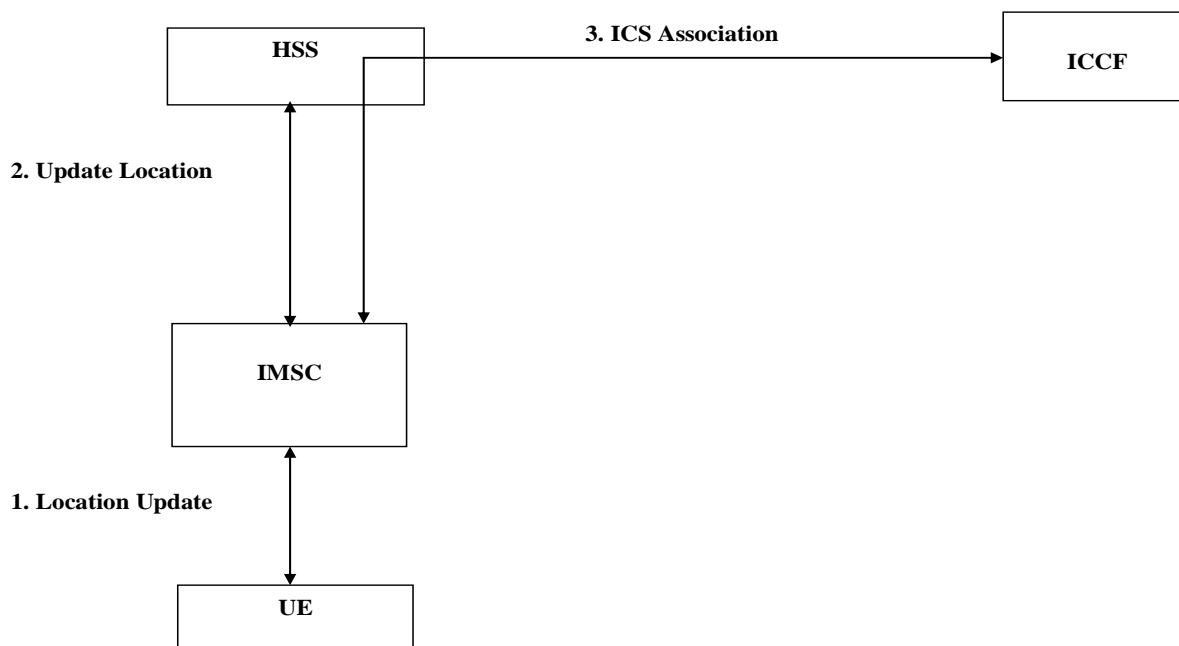 3. ICS Association
HSS
ICCF
2. Update Location
IMSC
1. Location Update
UE